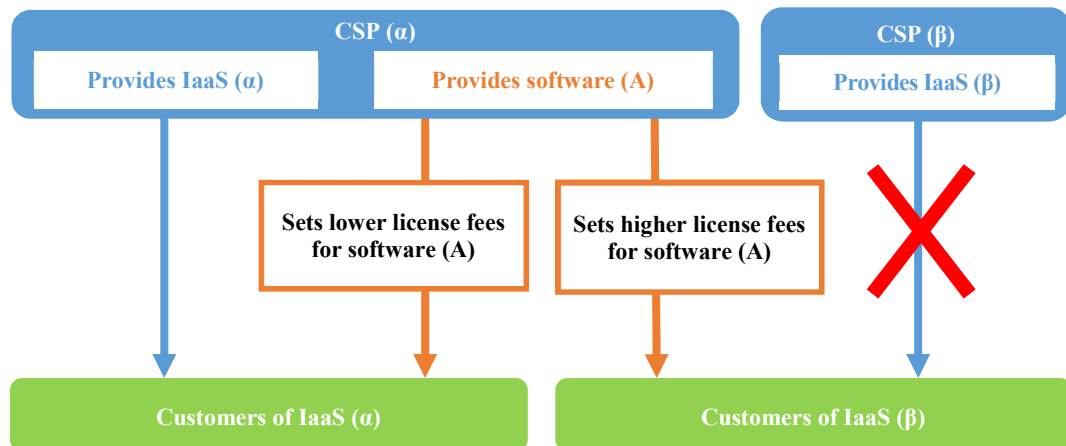 CSP (α)
Provides IaaS (α)
Provides software (A)
CSP (β)
Provides IaaS (β)
Sets lower license fees
for software (A)
Sets higher license fees
for software (A)
Customers of IaaS (α)
Customers of IaaS (β)